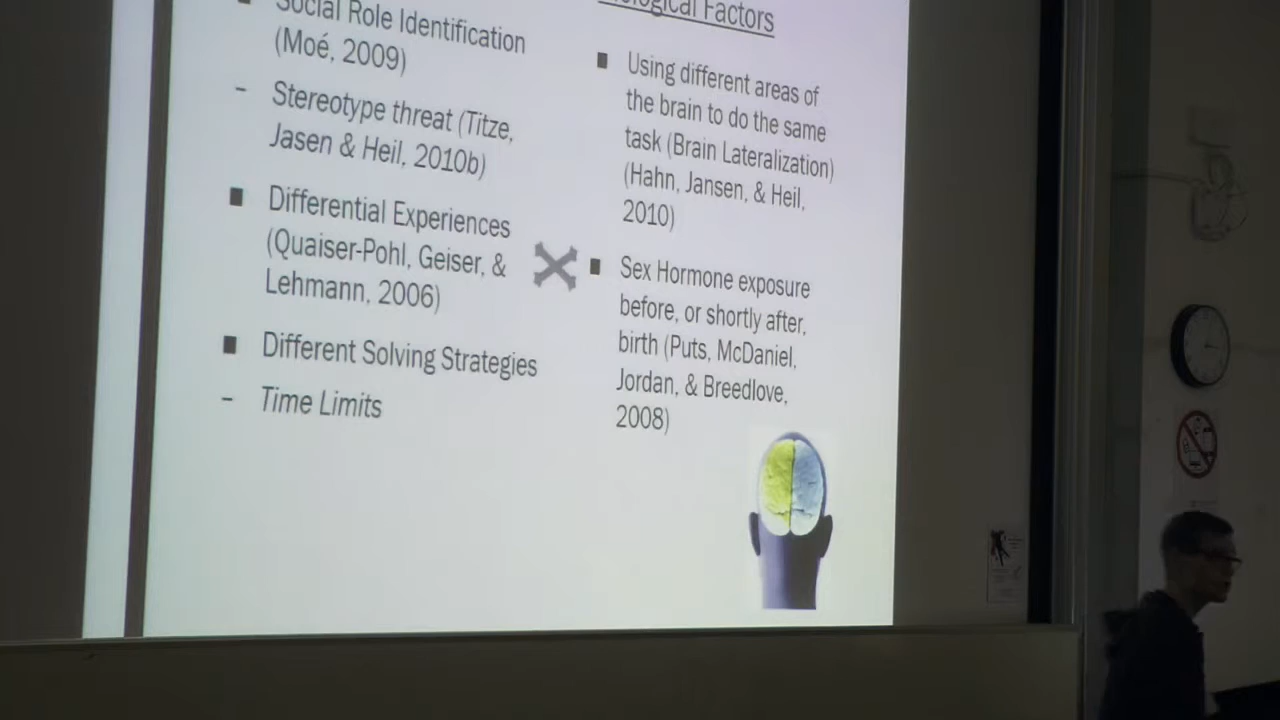 Social Role Identification
(Moé, 2009)
Stereotype threat (Titze,
Jasen & Heil, 2010b)
Differential Experiences
(Quaiser-Pohl, Geiser, &
Lehmann, 2006)
Different Solving Strategies
Time Limits
Factors
Using different areas of
the brain to do the same
task (Brain Lateralization)
(Hahn, Jansen, & Heil,
2010)
Sex Hormone exposure
before, or shortly after,
birth (Puts, McDaniel,
Jordan, & Breedlove,
2008)